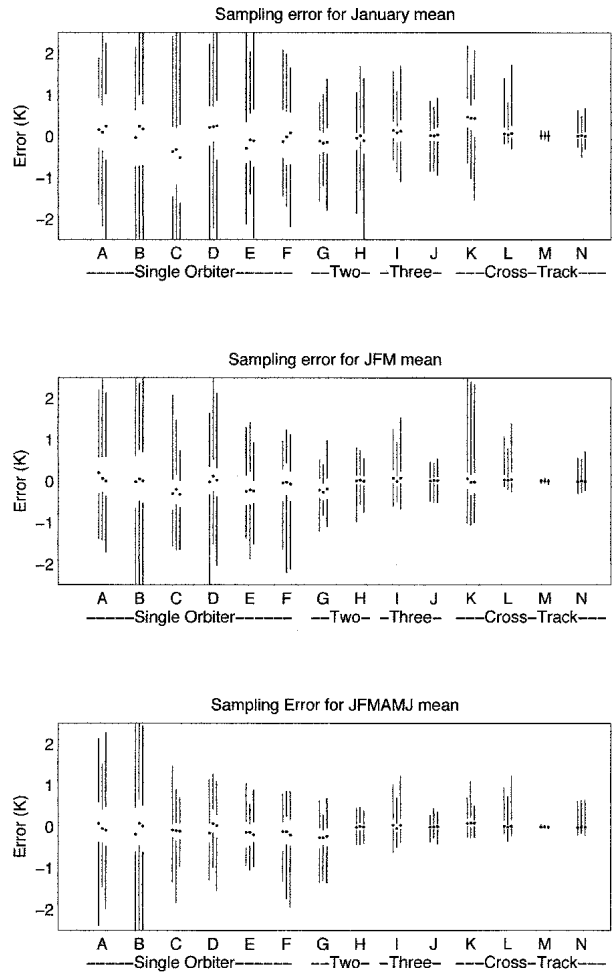 Sampling error for January mean
Error (K)
2
1
0
−1
−2
A B C D E F G H I J K L M N
−−−−−Single Orbiter−−−−− −−Two− −Three−− −−−Cross−Track−−−
Sampling error for JFM mean
Error (K)
2
1
0
−1
−2
A B C D E F G H I J K L M N
−−−−−Single Orbiter−−−−− −−Two− −Three−− −−−Cross−Track−−−
Sampling Error for JFMAMJ mean
Error (K)
2
1
0
−1
−2
A B C D E F G H I J K L M N
−−−−−Single Orbiter−−−−− −−Two− −Three−− −−−Cross−Track−−−